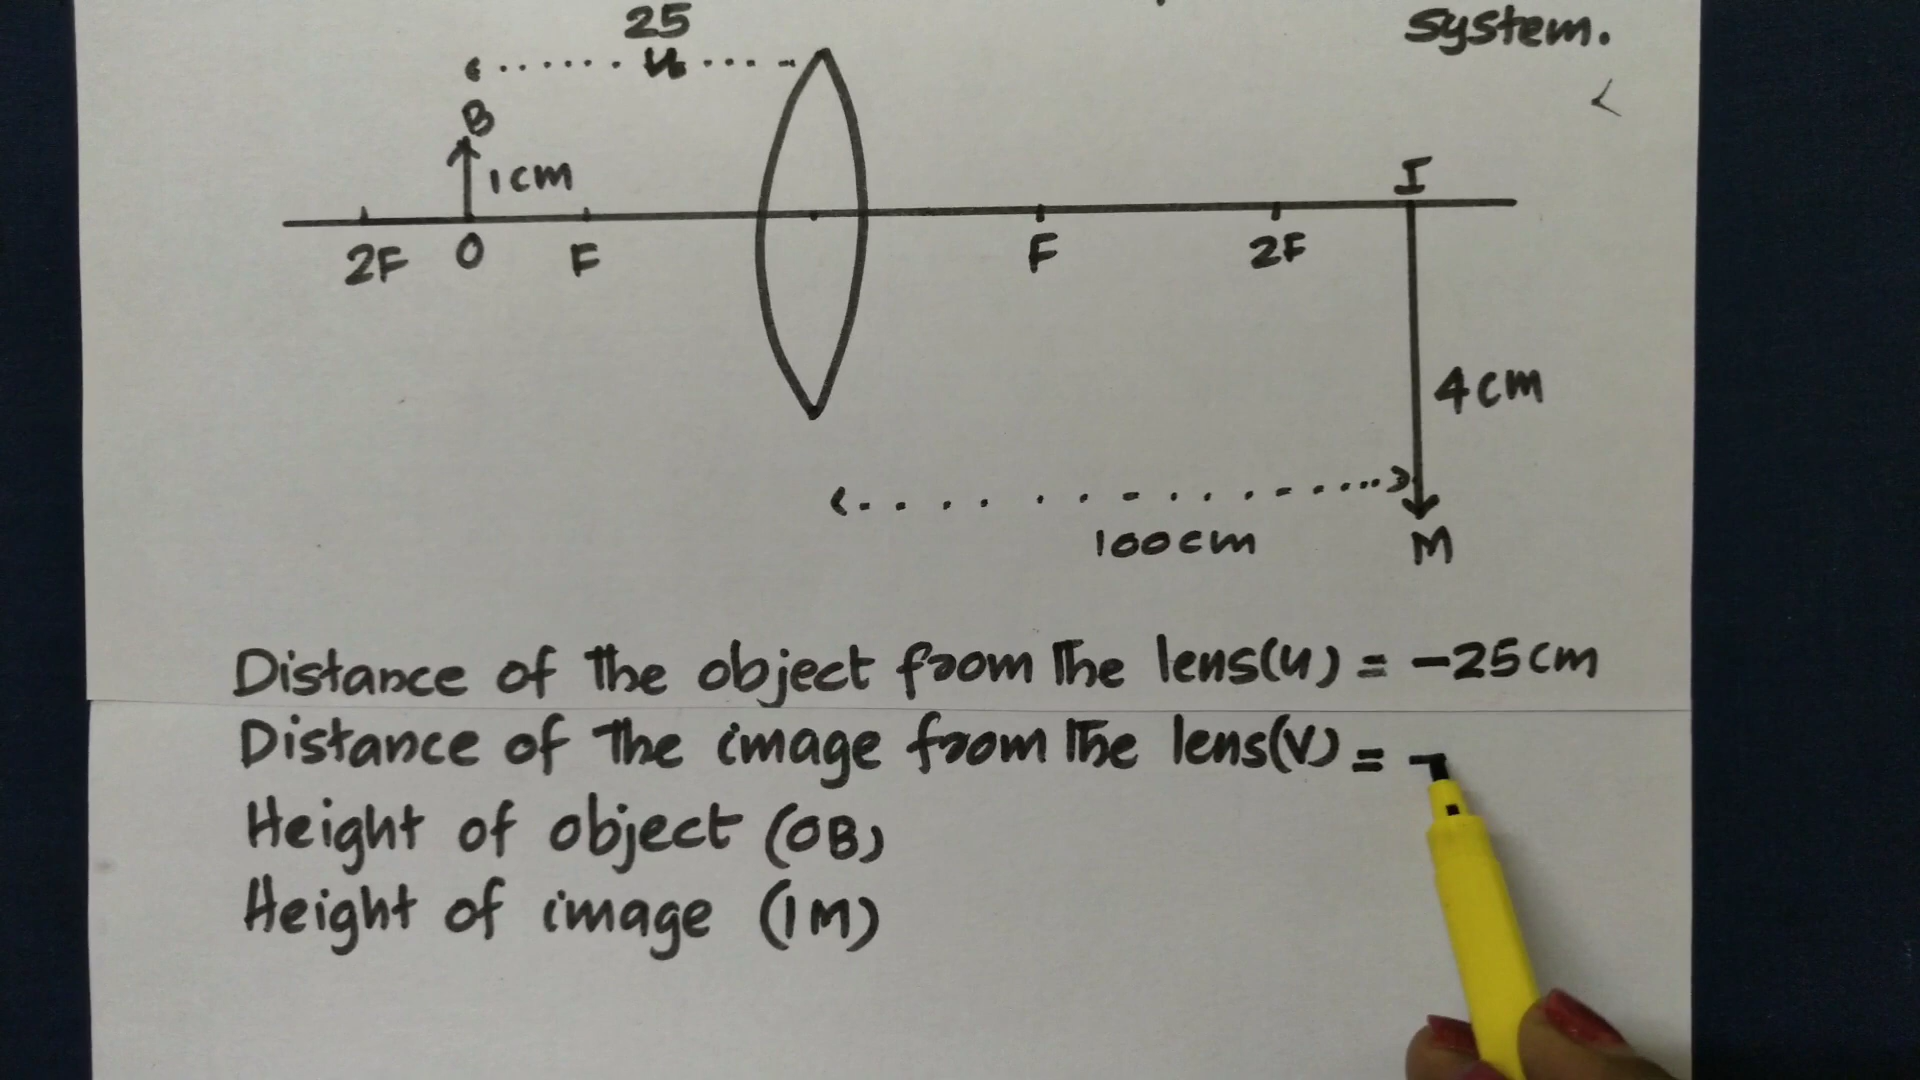 25
system.
u
B
1cm
I
2F O F F 2F
4cm
100cm
M
Distance of the object from the lens(u) = -25cm
Distance of the image from the lens(v) = -
Height of object (OB)
Height of image (IM)